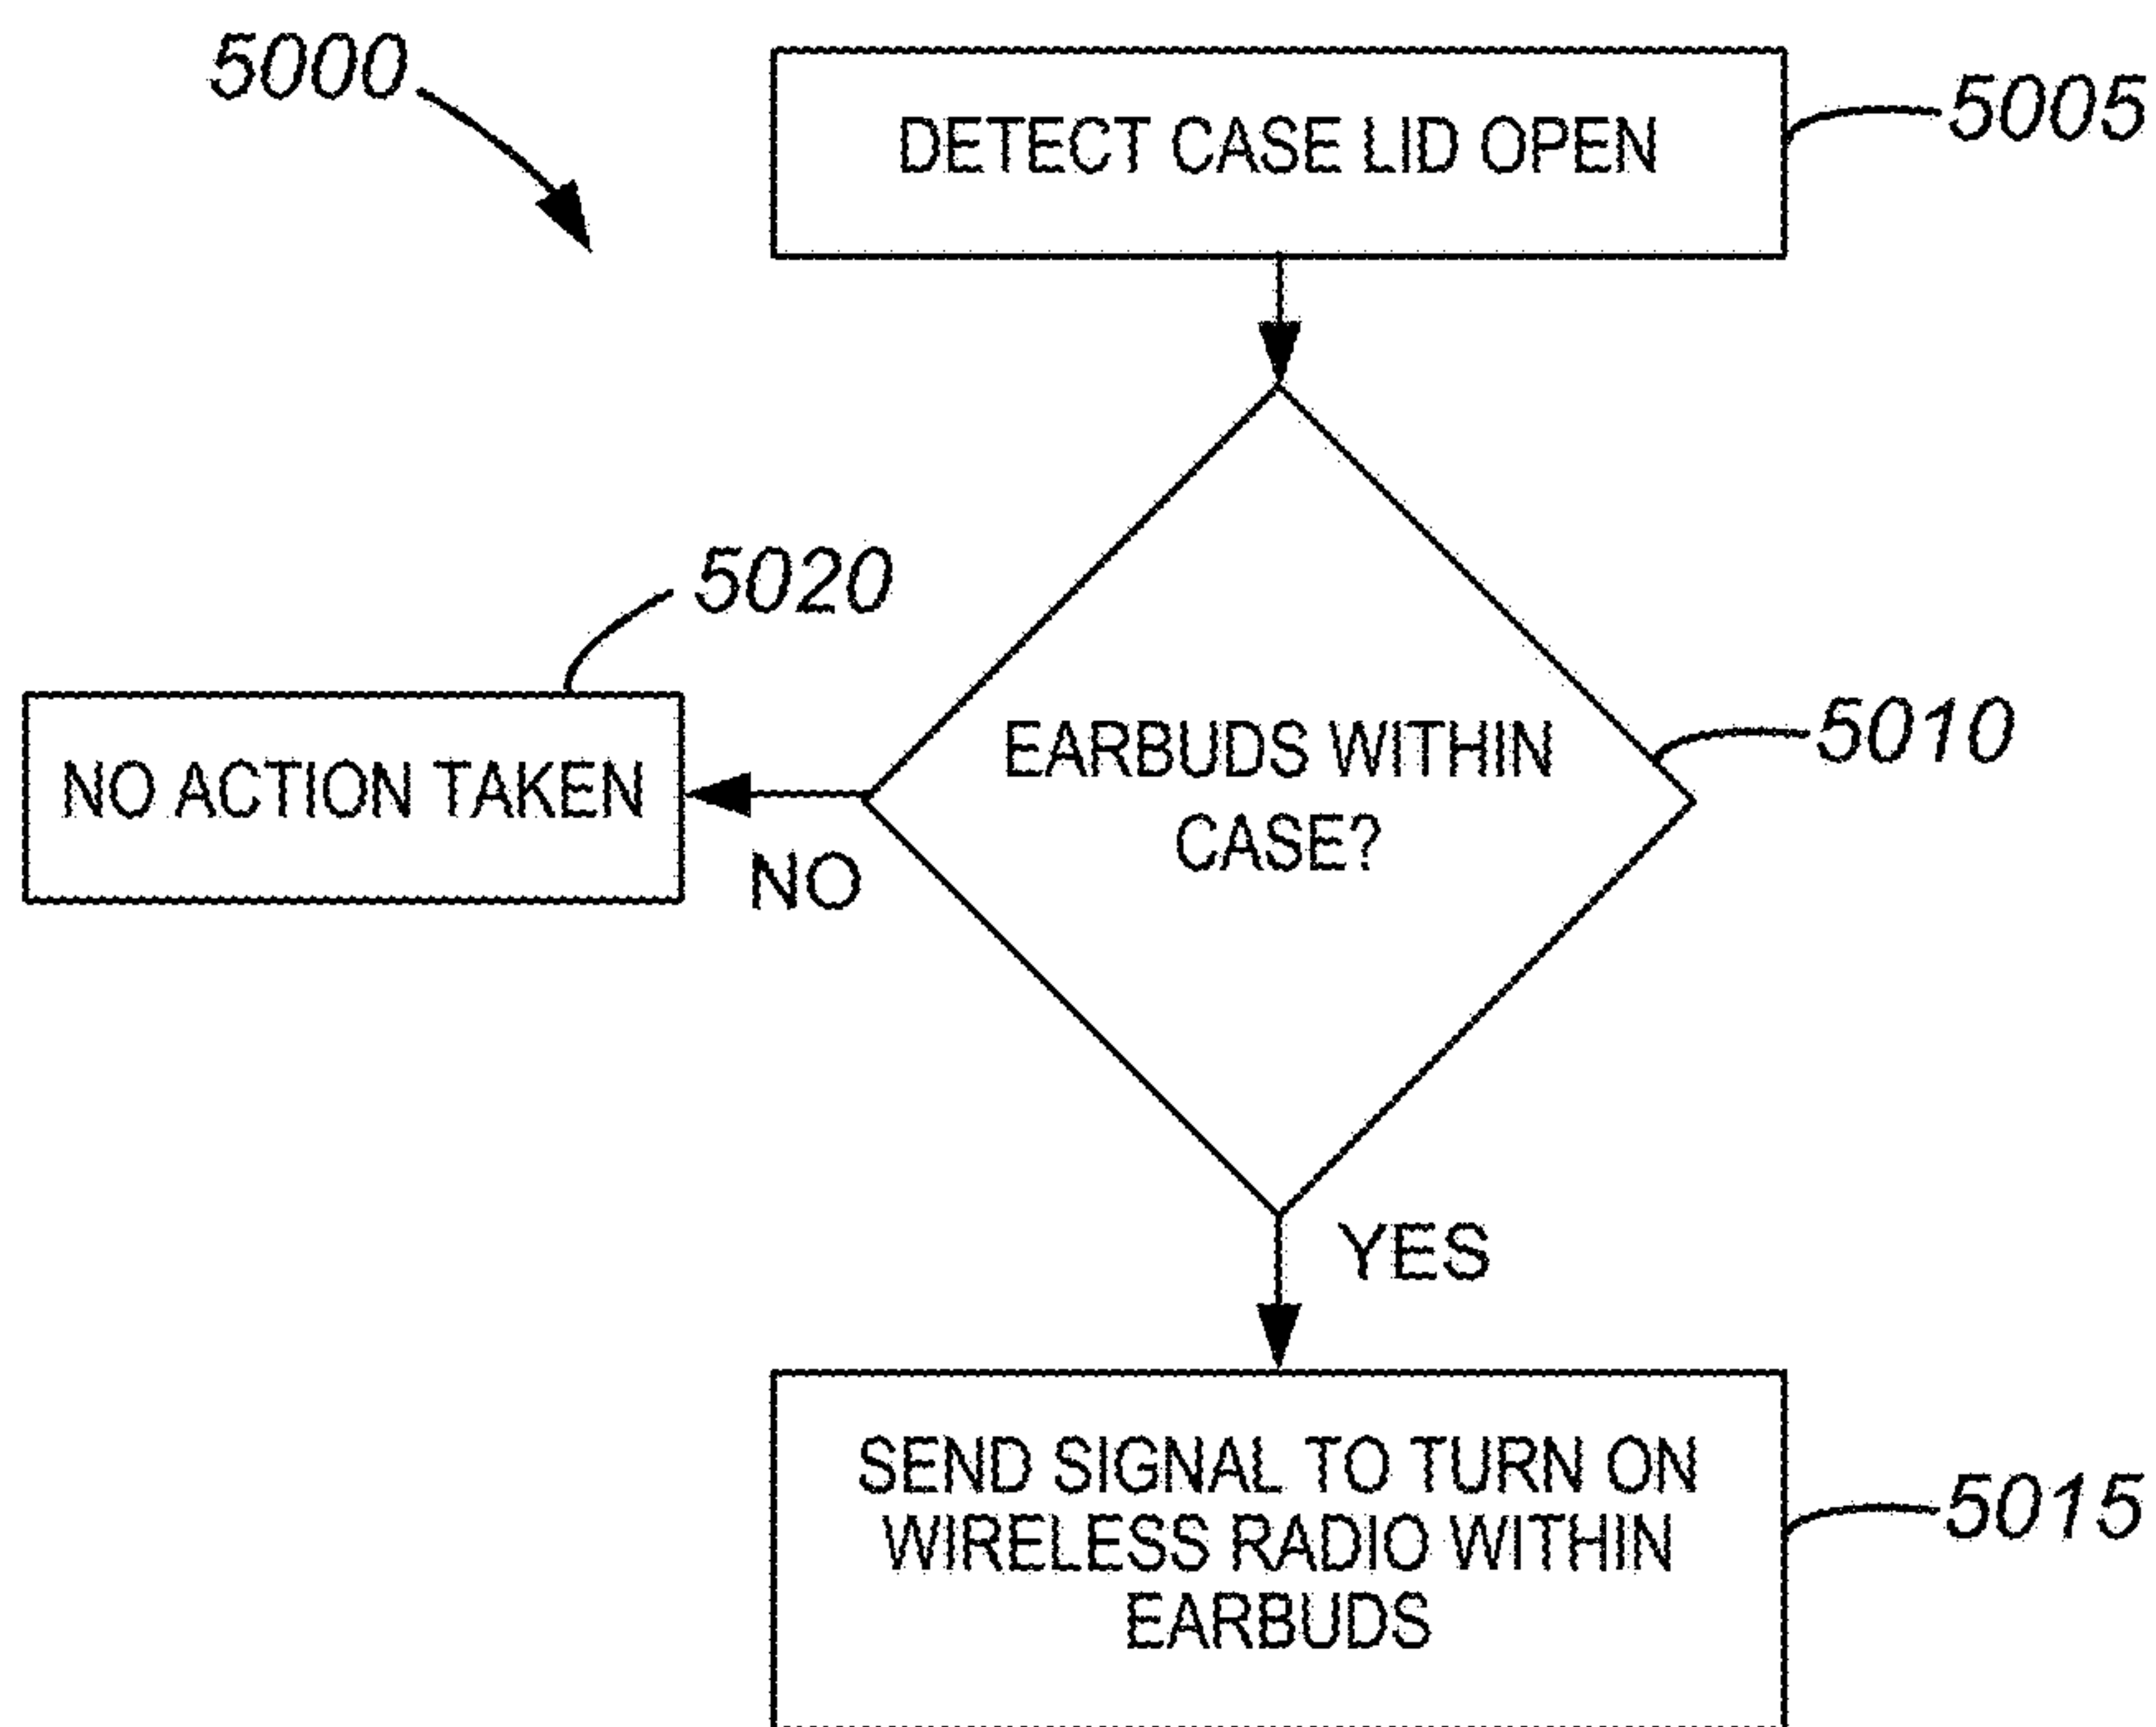 5000
DETECT CASE LID OPEN
5005
5020
NO ACTION TAKEN
NO
EARBUDS WITHIN
CASE?
5010
YES
SEND SIGNAL TO TURN ON
WIRELESS RADIO WITHIN
EARBUDS
5015